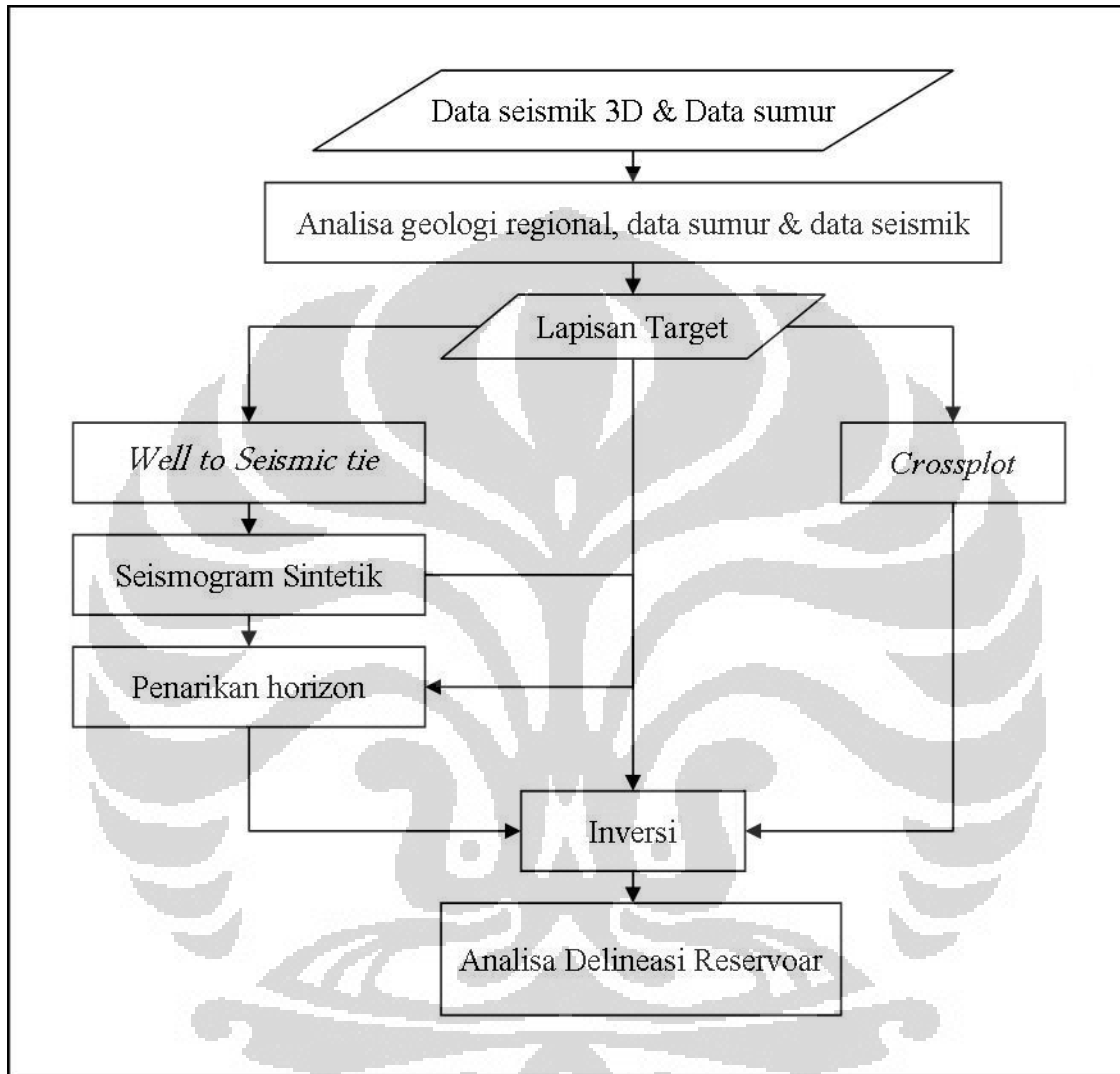 Data seismik 3D & Data sumur
Analisa geologi regional, data sumur & data seismik
Lapisan Target
Well to Seismic tie
Crossplot
Seismogram Sintetik
Penarikan horizon
Inversi
Analisa Delineasi Reservoar